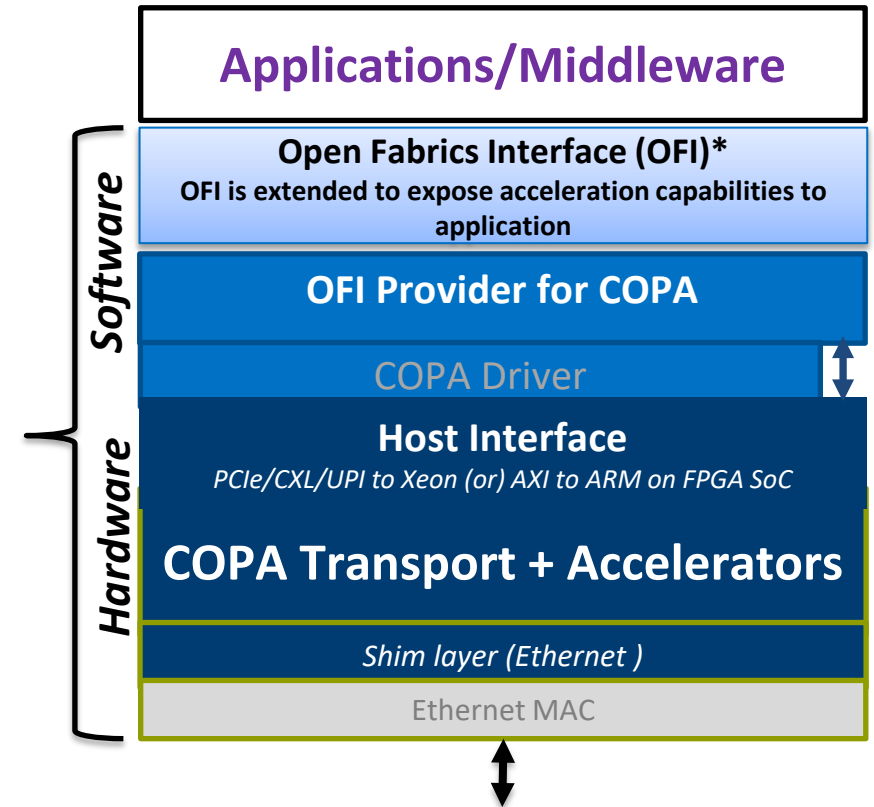 Applications/Middleware
Open Fabrics Interface (OFI)*
OFI is extended to expose acceleration capabilities to
application
Software
OFI Provider for COPA
COPA Driver
Host Interface
PCIe/CXL/UPI to Xeon (or) AXI to ARM on FPGA SoC
Hardware
COPA Transport + Accelerators
Shim layer (Ethernet )
Ethernet MAC